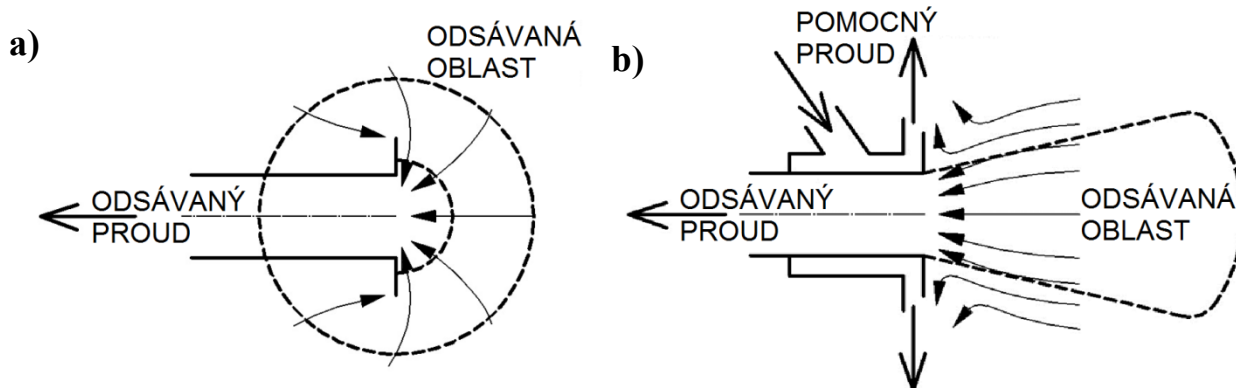 a)
ODSÁVANÁ
OBLAST
ODSÁVANÝ
PROUD
b)
POMOCNÝ
PROUD
ODSÁVANÝ
PROUD
ODSÁVANÁ
OBLAST